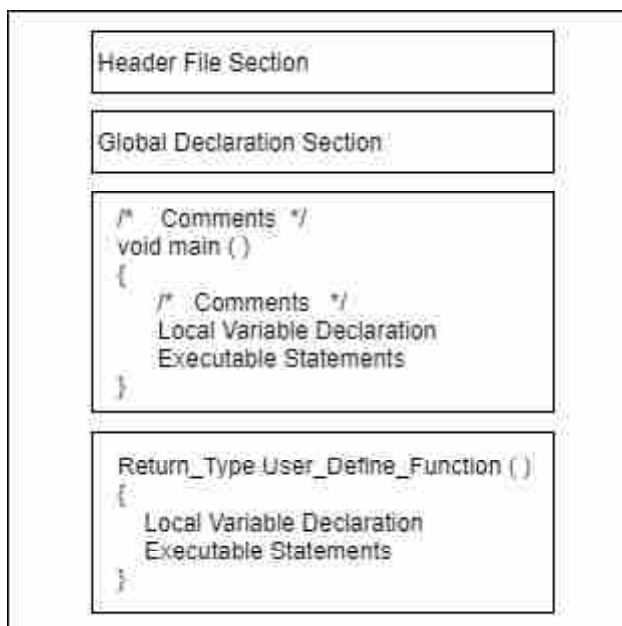 Header File Section
Global Declaration Section
/* Comments */
void main ( )
{
/* Comments */
Local Variable Declaration
Executable Statements
}
Return_Type User_Define_Function ( )
{
Local Variable Declaration
Executable Statements
}